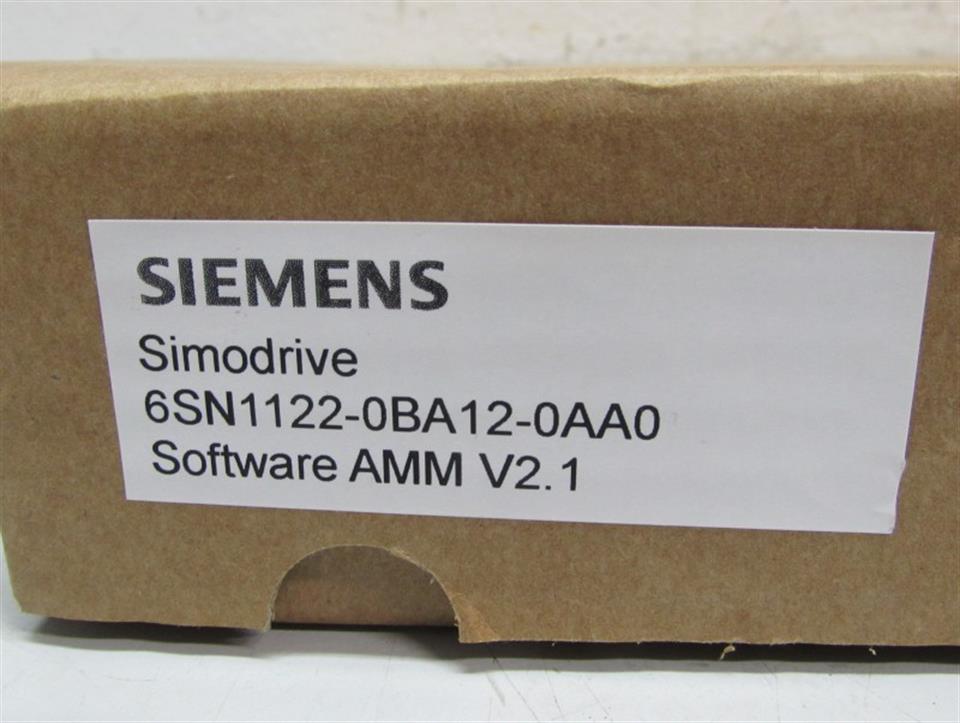 SIEMENS
Simodrive
6SN1122-0BA12-0AA0
Software AMM V2.1